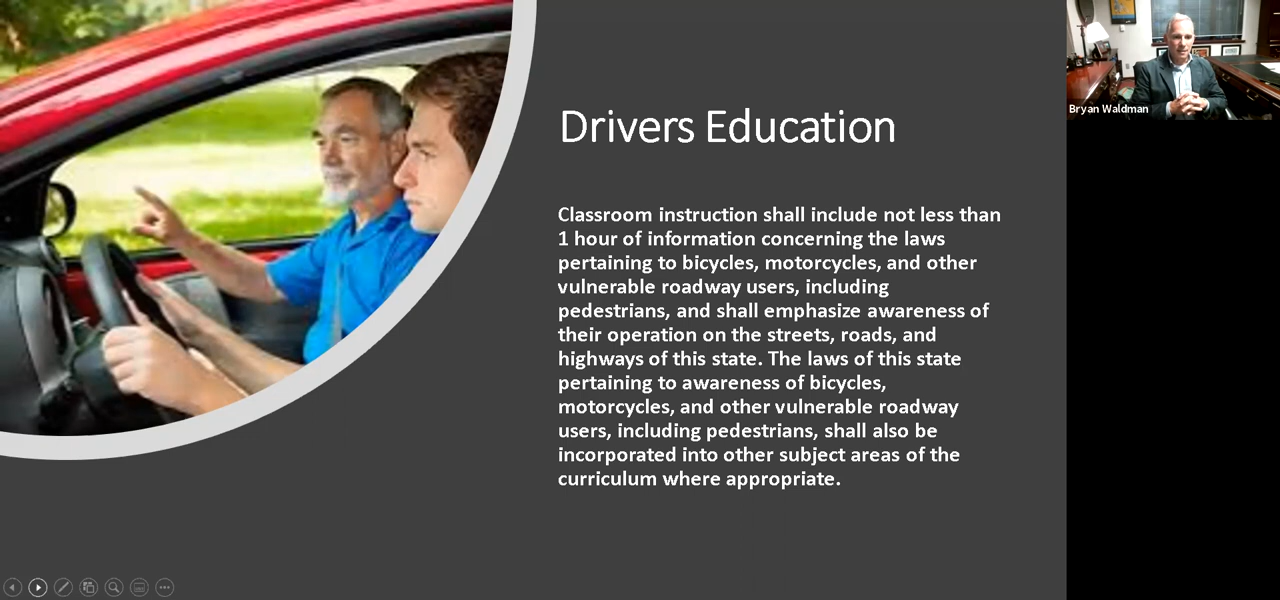 Drivers Education
Classroom instruction shall include not less than
1 hour of information concerning the laws
pertaining to bicycles, motorcycles, and other
vulnerable roadway users, including
pedestrians, and shall emphasize awareness of
their operation on the streets, roads, and
highways of this state. The laws of this state
pertaining to awareness of bicycles,
motorcycles, and other vulnerable roadway
users, including pedestrians, shall also be
incorporated into other subject areas of the
curriculum where appropriate.
Bryan Waldman